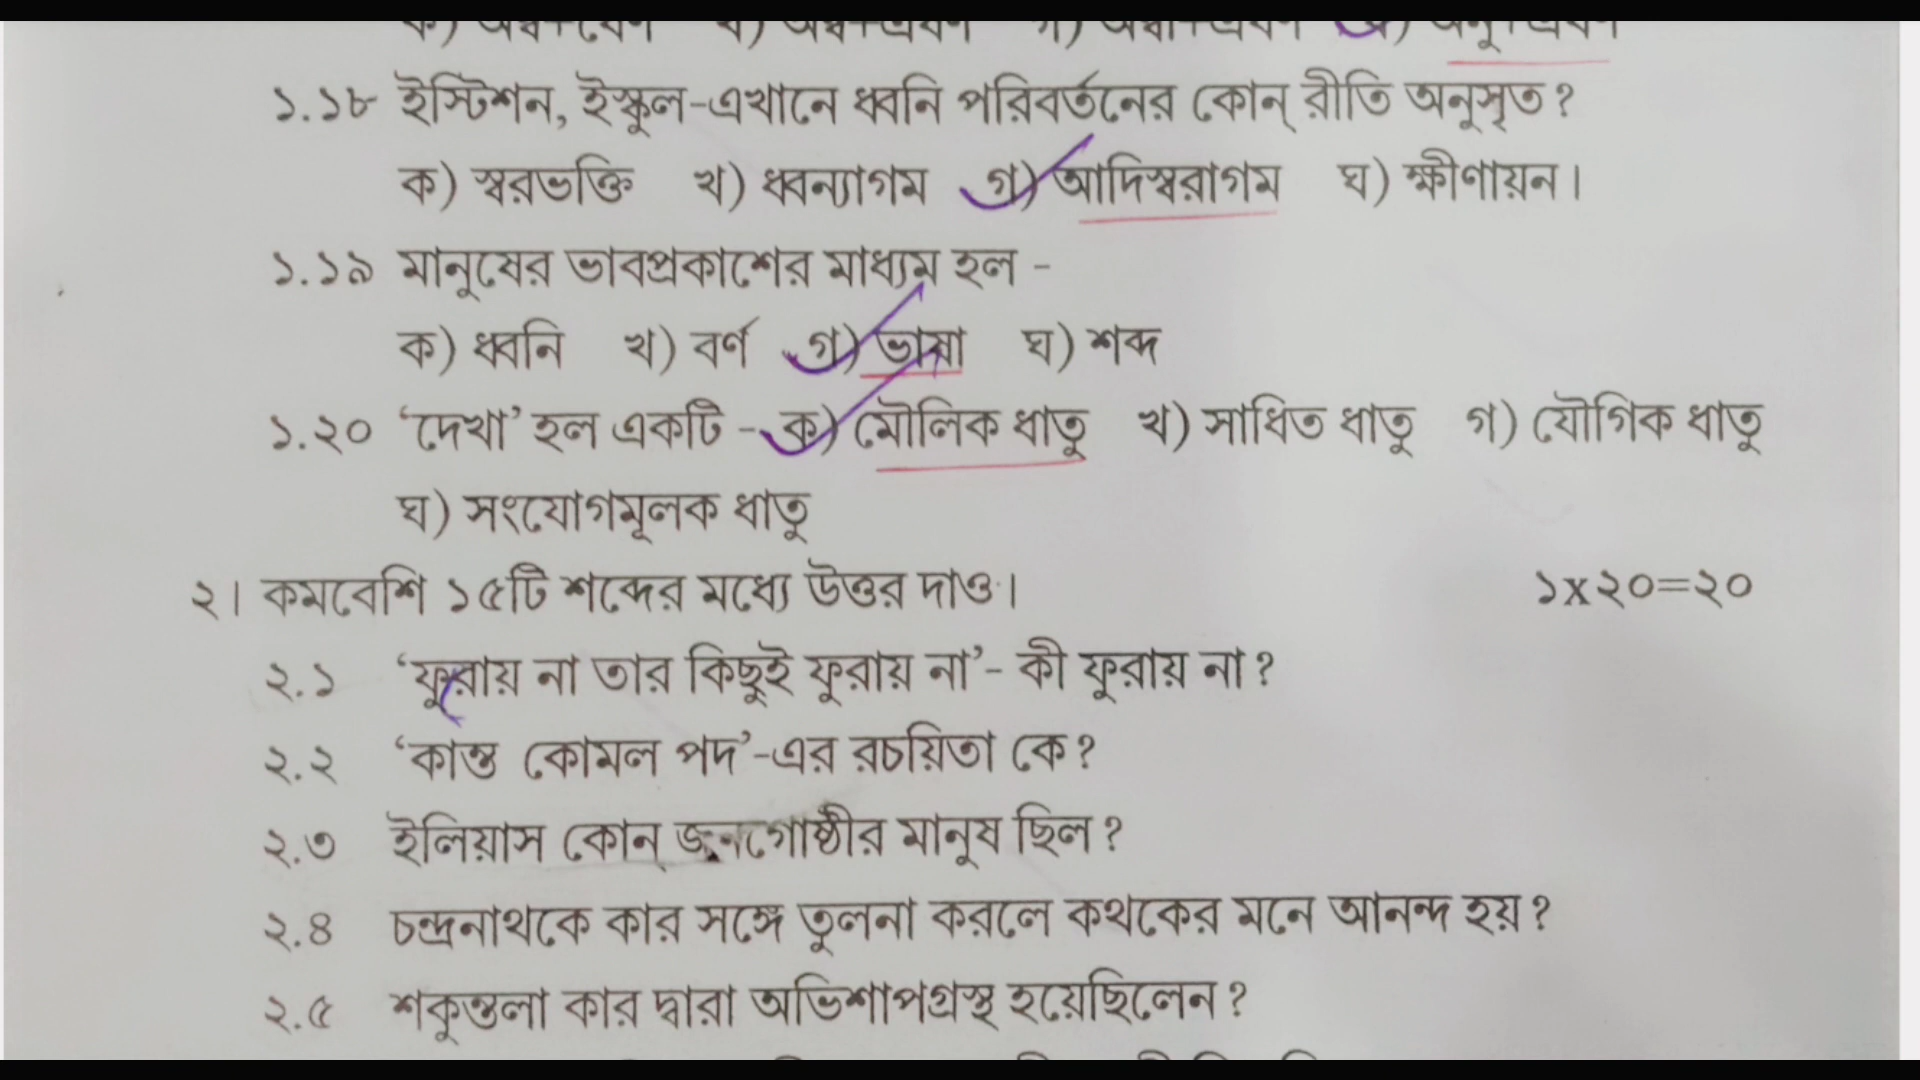 ১.১৮ ইস্টিশন, ইস্কুল-এখানে ধ্বনি পরিবর্তনের কোন্ রীতি অনুসৃত?
ক) স্বরভক্তি খ) ধ্বন্যাগম গ) আদিস্বরাগম ঘ) ক্ষীণায়ন।
১.১৯ মানুষের ভাবপ্রকাশের মাধ্যম হল -
ক) ধ্বনি খ) বর্ণ গ) ভাষা ঘ) শব্দ
১.২০ ‘দেখা’ হল একটি - ক) মৌলিক ধাতু খ) সাধিত ধাতু গ) যৌগিক ধাতু
ঘ) সংযোগমূলক ধাতু
২। কমবেশি ১৫টি শব্দের মধ্যে উত্তর দাও। ১x২০=২০
২.১ ‘ফুরায় না তার কিছুই ফুরায় না’- কী ফুরায় না?
২.২ ‘কান্ত কোমল পদ’-এর রচয়িতা কে?
২.৩ ইলিয়াস কোন্ জনগোষ্ঠীর মানুষ ছিল?
২.৪ চন্দ্রনাথকে কার সঙ্গে তুলনা করলে কথকের মনে আনন্দ হয়?
২.৫ শকুন্তলা কার দ্বারা অভিশাপগ্রস্থ হয়েছিলেন?